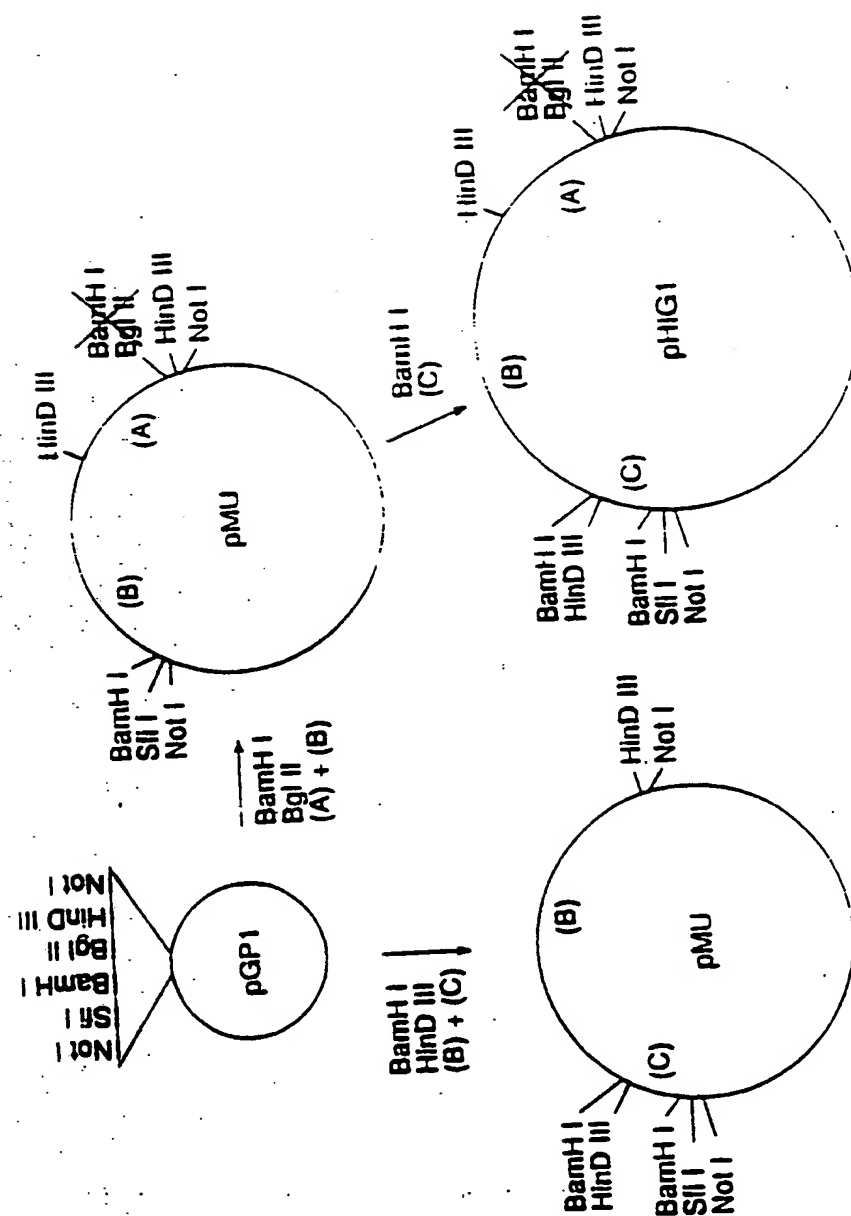 Not I
Sfi I
BamH I
Bgl II
HinD III
Not I
pGP1
BamH I
Bgl II
(A) + (B)
BamH I
Sfi I
Not I
(B)
pMU
(A)
HinD III
BamH I
Bgl II
HinD III
Not I
BamH I
HinD III
(B) + (C)
BamH I
(C)
BamH I
HinD III
(C)
BamH I
Sfi I
Not I
(B)
pMU
HinD III
Not I
BamH I
HinD III
(C)
BamH I
Sfi I
Not I
(B)
pHIG1
(A)
HinD III
BamH I
Bgl II
HinD III
Not I